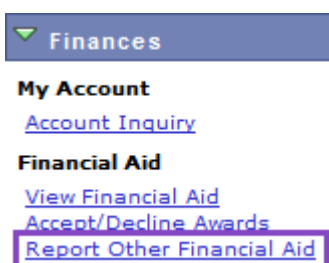 Finances
My Account
Account Inquiry
Financial Aid
View Financial Aid
Accept/Decline Awards
Report Other Financial Aid